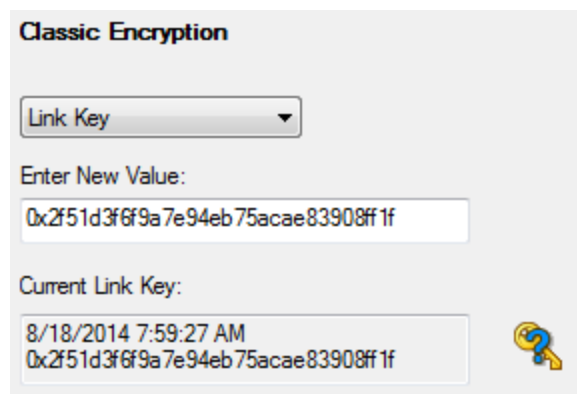 Classic Encryption
Link Key
Enter New Value:
0x2f51d3f6f9a7e94eb75acae83908ff1f
Current Link Key:
8/18/2014 7:59:27 AM
0x2f51d3f6f9a7e94eb75acae83908ff1f